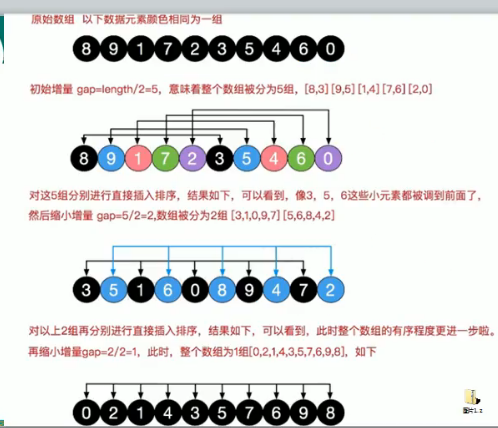 原始数组 以下数据元素颜色相同为一组
8 9 1 7 2 3 5 4 6 0
初始增量 gap=length/2=5，意味着整个数组被分为5组，[8,3][9,5][1,4][7,6][2,0]
8 9 1 7 2 3 5 4 6 0
对这5组分别进行直接插入排序，结果如下，可以看到，像3，5，6这些小元素都被调到前面了，
然后缩小增量 gap=5/2=2,数组被分为2组 [3,1,0,9,7][5,6,8,4,2]
3 5 1 6 0 8 9 4 7 2
对以上2组再分别进行直接插入排序，结果如下，可以看到，此时整个数组的有序程度更进一步啦。
再缩小增量gap=2/2=1，此时，整个数组为1组[0,2,1,4,3,5,7,6,9,8]，如下
0 2 1 4 3 5 7 6 9 8